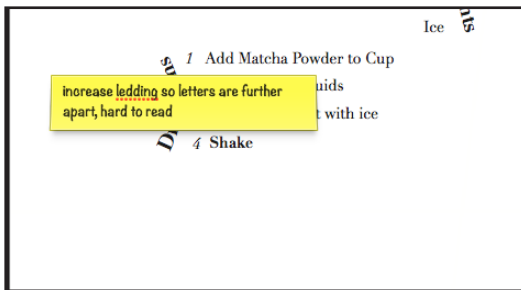 Ice
nts
1 Add Matcha Powder to Cup
uids
increase ledding so letters are further
apart, hard to read
t with ice
4 Shake